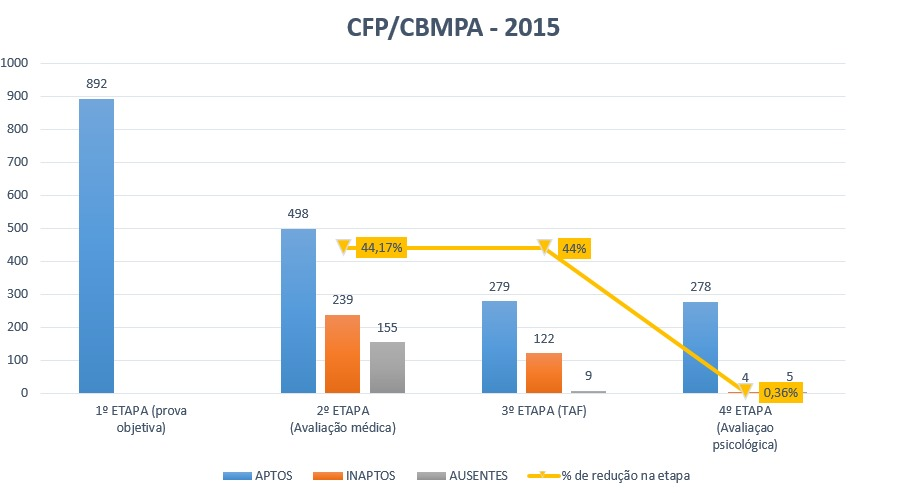 CFP/CBMPA - 2015
1000
900
800
700
600
500
400
300
200
100
0
892
498
239
155
44,17%
279
122
9
44%
278
4
5
0,36%
1º ETAPA (prova
objetiva)
2º ETAPA
(Avaliação médica)
3º ETAPA (TAF)
4º ETAPA
(Avaliaçao
psicológica)
APTOS
INAPTOS
AUSENTES
% de redução na etapa